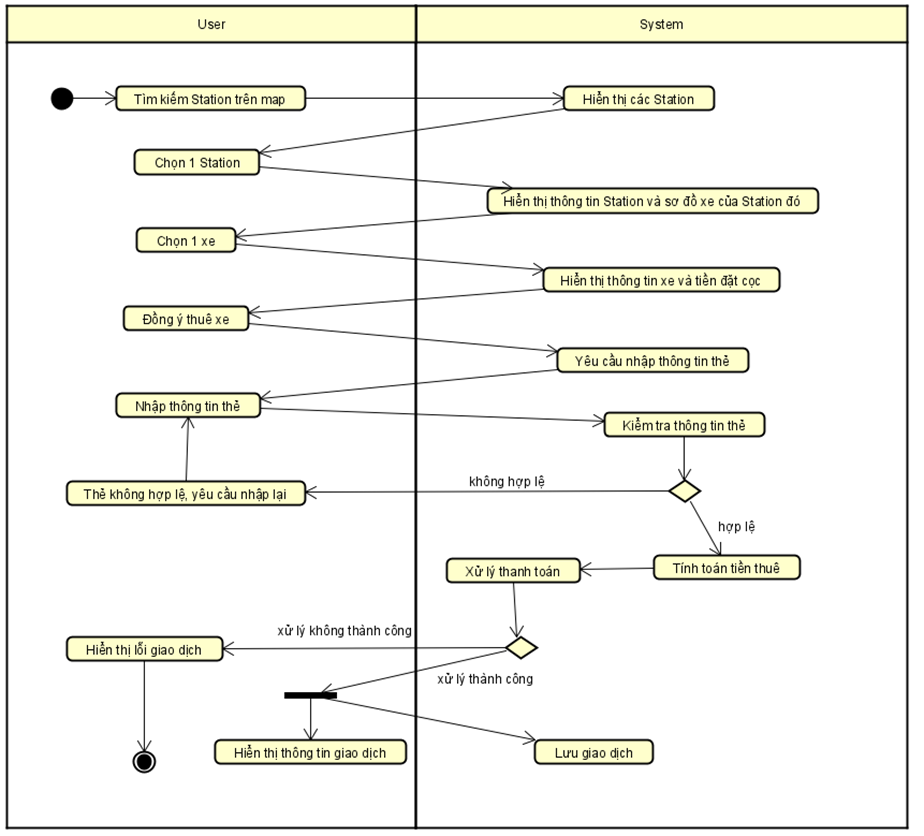 User
System
Tìm kiếm Station trên map
Hiển thị các Station
Chọn 1 Station
Hiển thị thông tin Station và sơ đồ xe của Station đó
Chọn 1 xe
Hiển thị thông tin xe và tiền đặt cọc
Đồng ý thuê xe
Yêu cầu nhập thông tin thẻ
Nhập thông tin thẻ
Kiểm tra thông tin thẻ
không hợp lệ
Thẻ không hợp lệ, yêu cầu nhập lại
hợp lệ
Tính toán tiền thuê
Xử lý thanh toán
xử lý không thành công
Hiển thị lỗi giao dịch
xử lý thành công
Hiển thị thông tin giao dịch
Lưu giao dịch